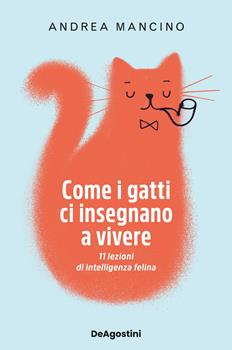 ANDREA MANCINO
Come i gatti
ci insegnano
a vivere
11 lezioni
di intelligenza felina
DeAGOSTINI